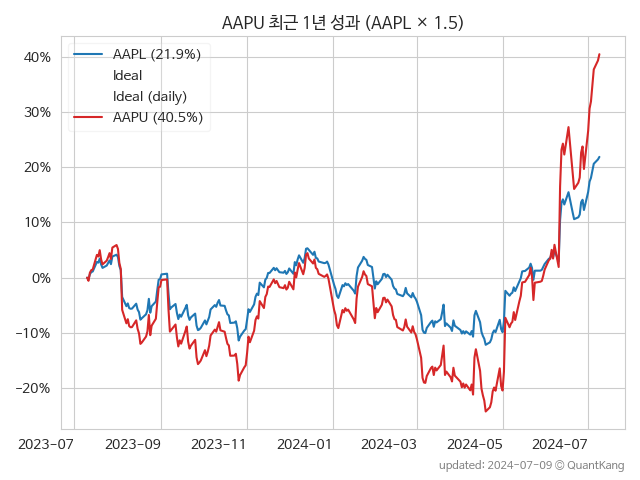 AAPU 최근 1년 성과 (AAPL × 1.5)
AAPL (21.9%)
Ideal
Ideal (daily)
AAPU (40.5%)
40%
30%
20%
10%
0%
−10%
−20%
2023-07
2023-09
2023-11
2024-01
2024-03
2024-05
2024-07
updated: 2024-07-09 © QuantKang